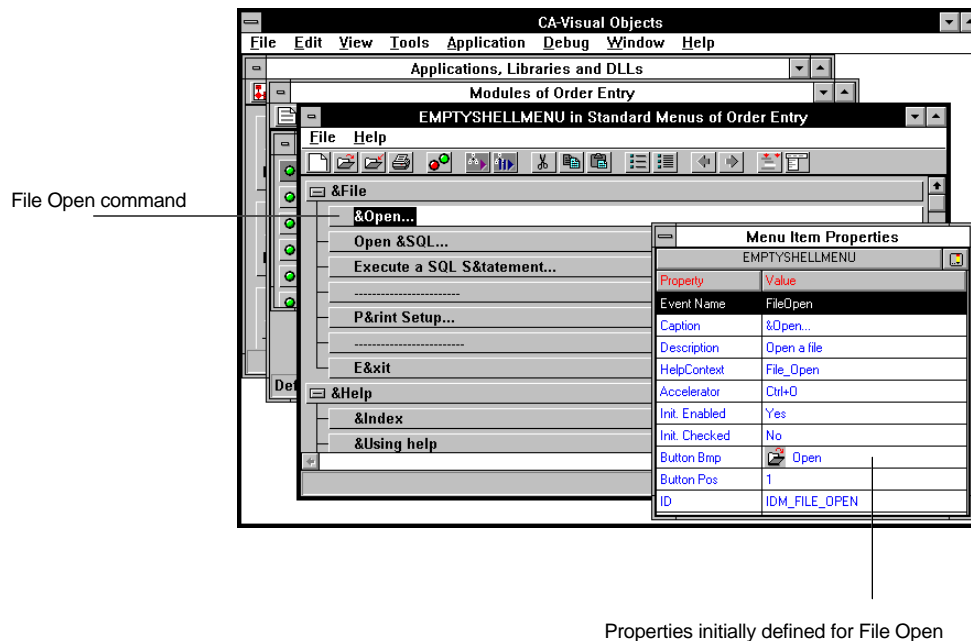 CA-Visual Objects
File Edit View Tools Application Debug Window Help
Applications, Libraries and DLLs
Modules of Order Entry
EMPTYSHELLMENU in Standard Menus of Order Entry
File Help
&File
File Open command
&Open...
Open &SQL...
Execute a SQL S&tatement...
------------------------
P&rint Setup...
-------------------------
E&xit
Def
&Help
&Index
&Using help
Menu Item Properties
EMPTYSHELLMENU
Property Value
Event Name FileOpen
Caption &Open...
Description Open a file
HelpContext File_Open
Accelerator Ctrl+O
Init. Enabled Yes
Init. Checked No
Button Bmp Open
Button Pos 1
ID IDM_FILE_OPEN
Properties initially defined for File Open